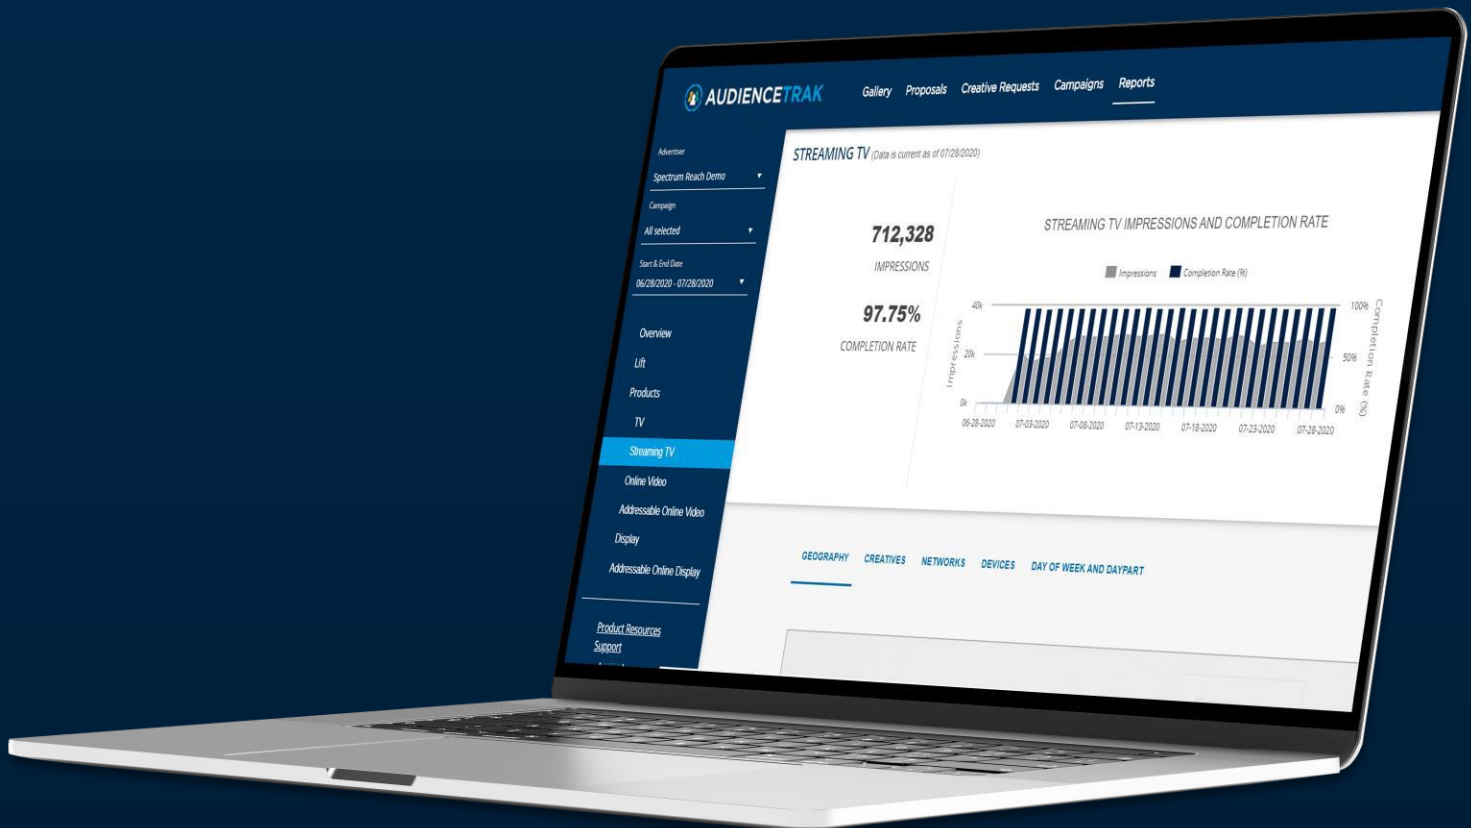 AUDIENCETRAK
Gallery Proposals Creative Requests Campaigns Reports
Advertiser
Spectrum Reach Demo
Campaign
All selected
Start & End Date
06/28/2020 - 07/28/2020
Overview
Lift
Products
TV
Streaming TV
Online Video
Addressable Online Video
Display
Addressable Online Display
Product Resources
Support
STREAMING TV (Data is current as of 07/28/2020)
712,328
IMPRESSIONS
97.75%
COMPLETION RATE
STREAMING TV IMPRESSIONS AND COMPLETION RATE
Impressions Completion Rate (%)
Impressions
40k
20k
0k
100%
50%
0%
Completion Rate (%)
06-28-2020 07-03-2020 07-08-2020 07-13-2020 07-18-2020 07-23-2020 07-28-2020
GEOGRAPHY CREATIVES NETWORKS DEVICES DAY OF WEEK AND DAYPART